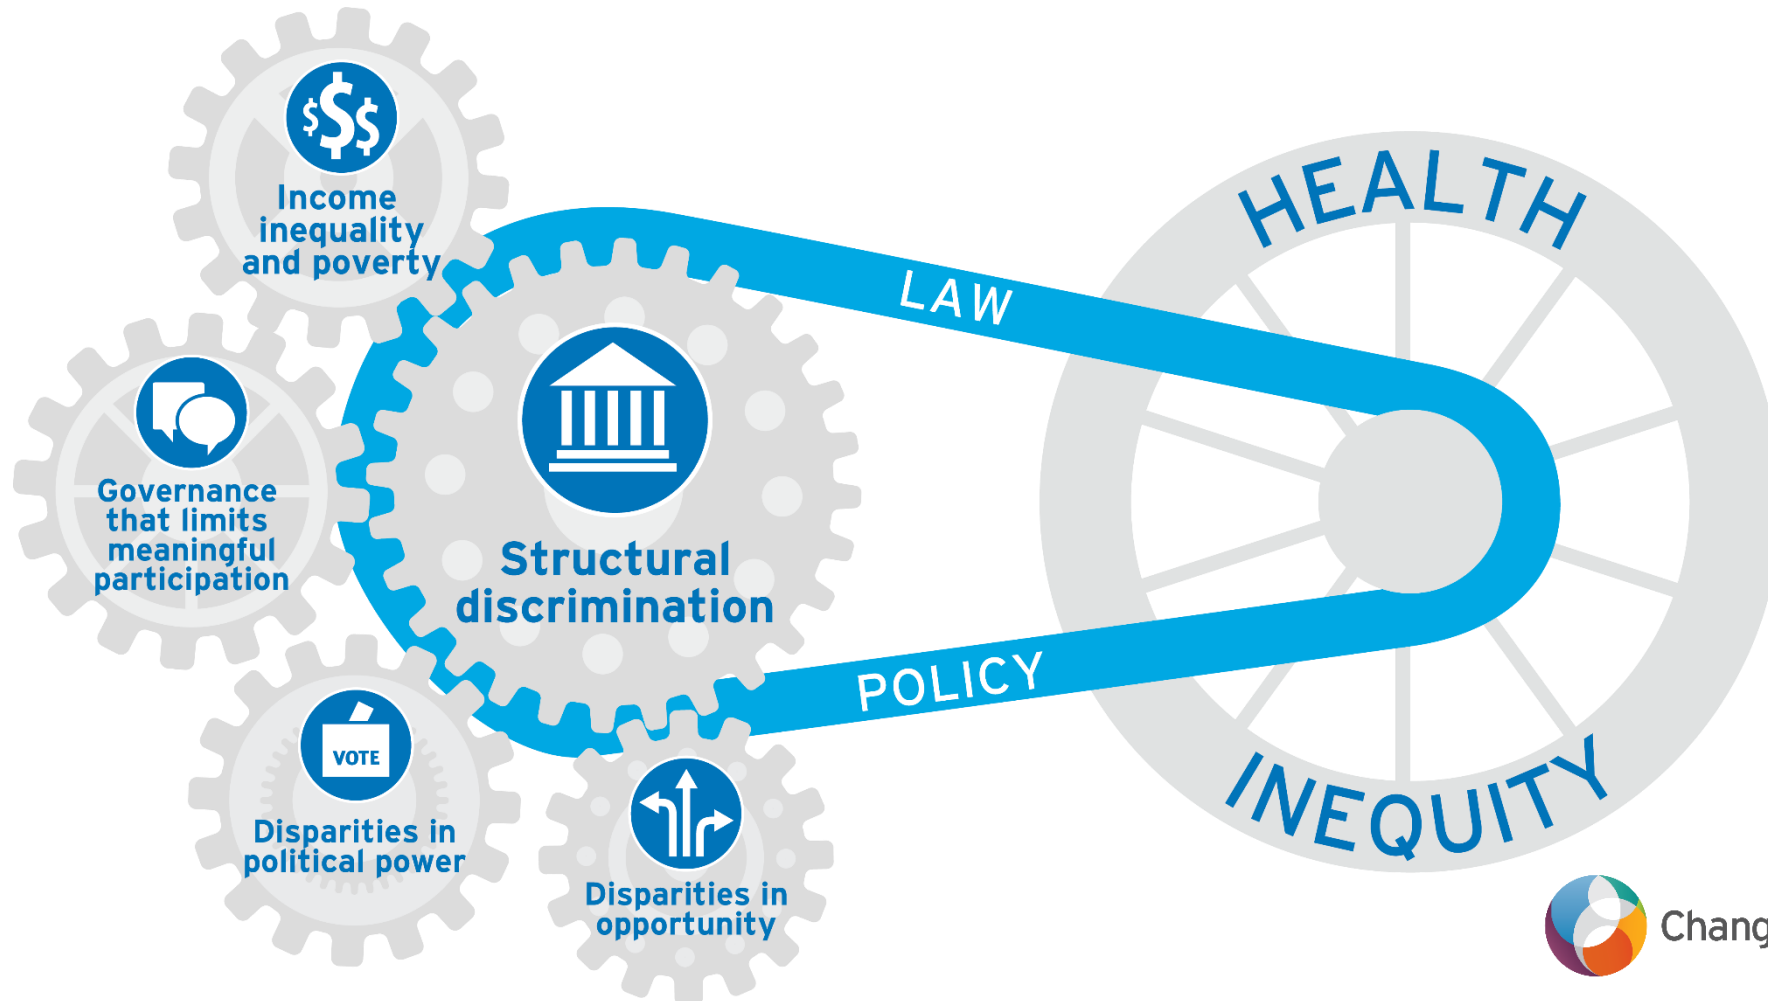 $$$
Income
inequality
and poverty
Governance
that limits
meaningful
participation
Structural
discrimination
VOTE
Disparities in
political power
Disparities in
opportunity
LAW
POLICY
HEALTH
INEQUITY
Chang